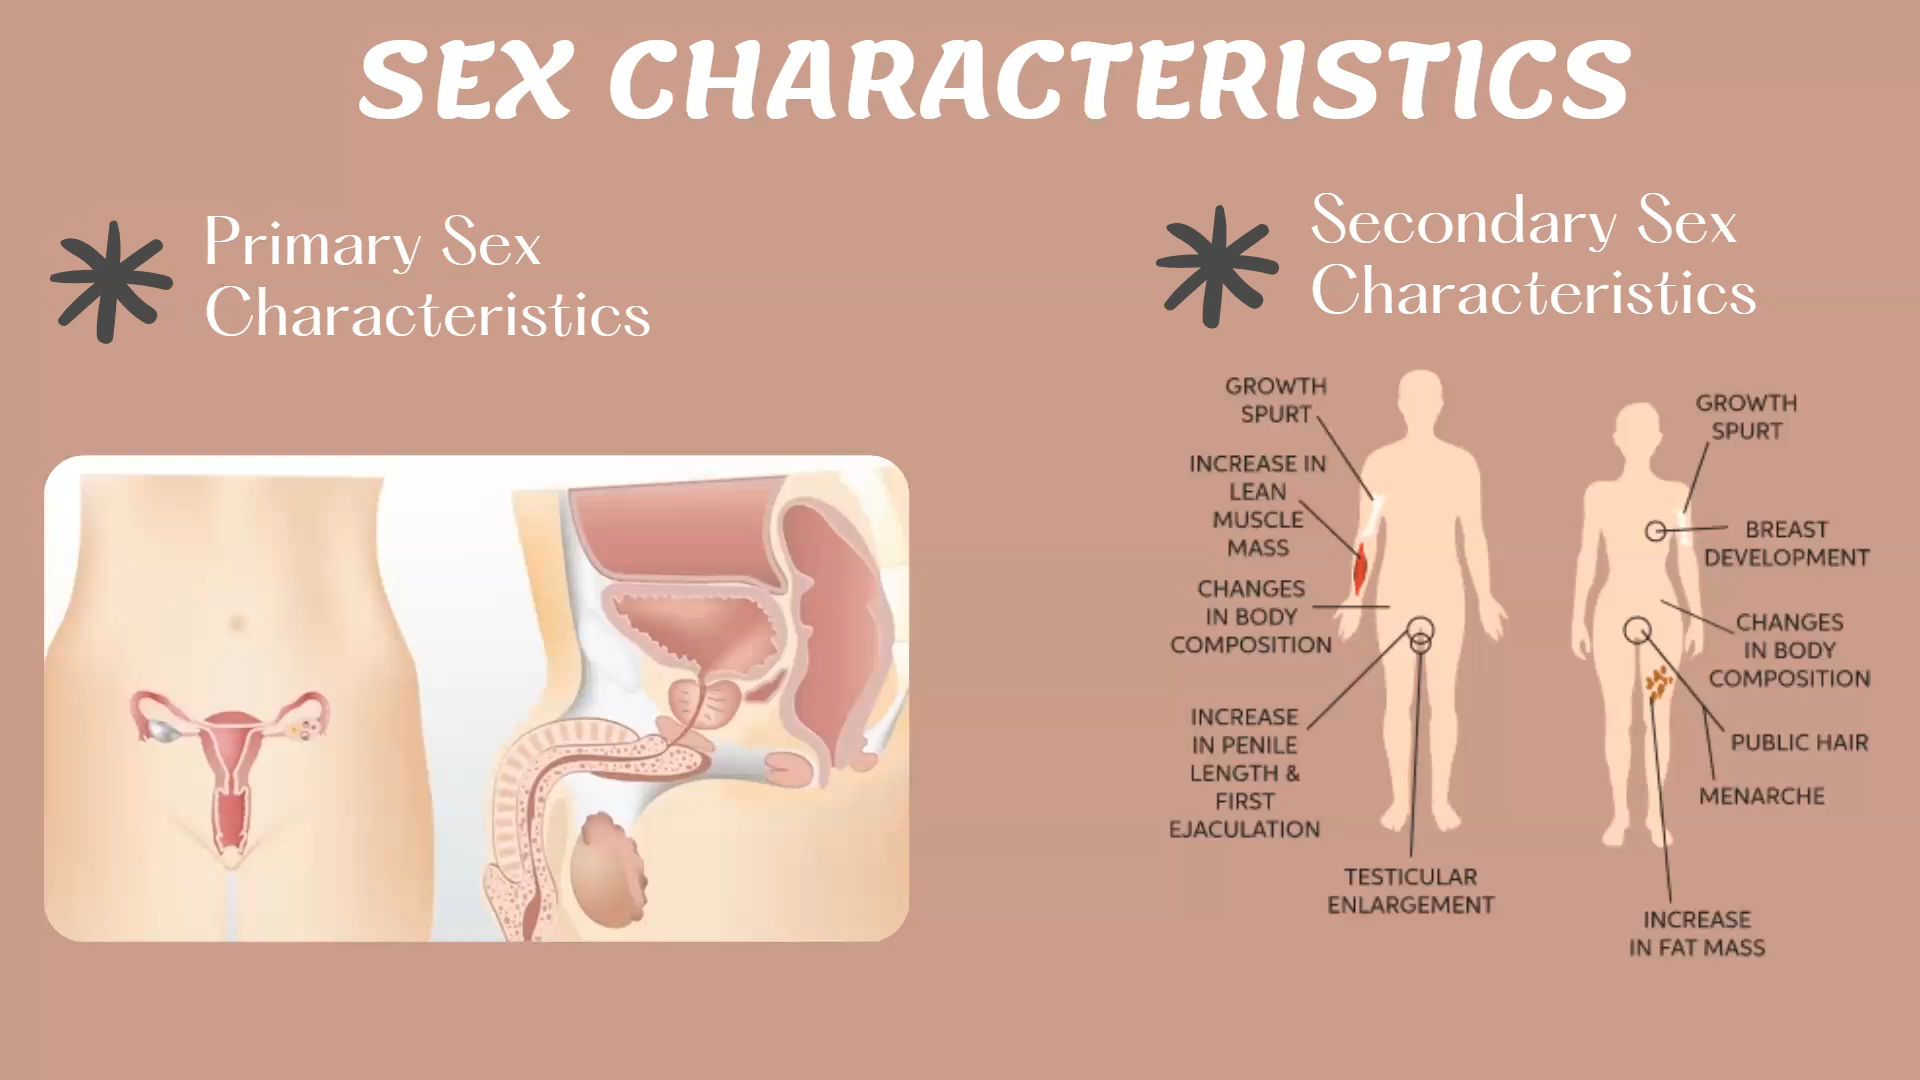 SEX CHARACTERISTICS
Primary Sex
Characteristics
Secondary Sex
Characteristics
GROWTH
SPURT
INCREASE IN
LEAN
MUSCLE
MASS
CHANGES
IN BODY
COMPOSITION
INCREASE
IN PENILE
LENGTH &
FIRST
EJACULATION
TESTICULAR
ENLARGEMENT
GROWTH
SPURT
BREAST
DEVELOPMENT
CHANGES
IN BODY
COMPOSITION
PUBLIC HAIR
MENARCHE
INCREASE
IN FAT MASS